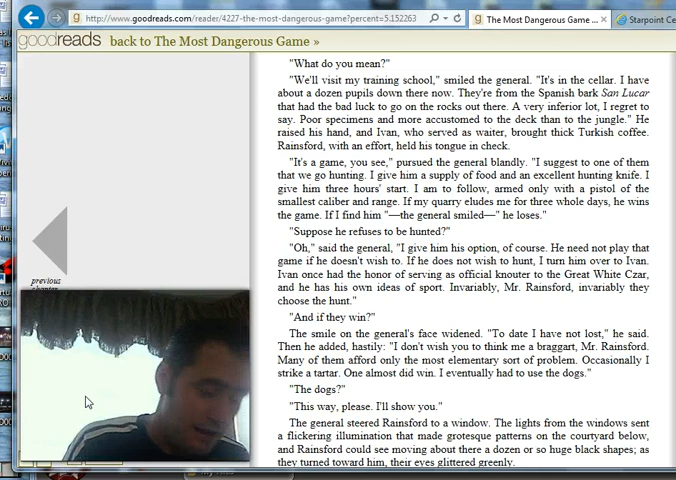 http://www.goodreads.com/reader/4227-the-most-dangerous-game?percent=5.152263
The Most Dangerous Game ...
Starpoint Ce
goodreads back to The Most Dangerous Game »
"What do you mean?"
"We'll visit my training school," smiled the general. "It's in the cellar. I have
about a dozen pupils down there now. They're from the Spanish bark San Lucar
that had the bad luck to go on the rocks out there. A very inferior lot, I regret to
say. Poor specimens and more accustomed to the deck than to the jungle." He
raised his hand, and Ivan, who served as waiter, brought thick Turkish coffee.
Rainsford, with an effort, held his tongue in check.
"It's a game, you see," pursued the general blandly. "I suggest to one of them
that we go hunting. I give him a supply of food and an excellent hunting knife. I
give him three hours' start. I am to follow, armed only with a pistol of the
smallest caliber and range. If my quarry eludes me for three whole days, he wins
the game. If I find him "—the general smiled—" he loses."
"Suppose he refuses to be hunted?"
"Oh," said the general, "I give him his option, of course. He need not play that
game if he doesn't wish to. If he does not wish to hunt, I turn him over to Ivan.
Ivan once had the honor of serving as official knouter to the Great White Czar,
and he has his own ideas of sport. Invariably, Mr. Rainsford, invariably they
choose the hunt."
"And if they win?"
The smile on the general's face widened. "To date I have not lost," he said.
Then he added, hastily: "I don't wish you to think me a braggart, Mr. Rainsford.
Many of them afford only the most elementary sort of problem. Occasionally I
strike a tartar. One almost did win. I eventually had to use the dogs."
"The dogs?"
"This way, please. I'll show you."
The general steered Rainsford to a window. The lights from the windows sent
a flickering illumination that made grotesque patterns on the courtyard below,
and Rainsford could see moving about there a dozen or so huge black shapes; as
they turned toward him, their eyes glittered greenly.
previous
chapter